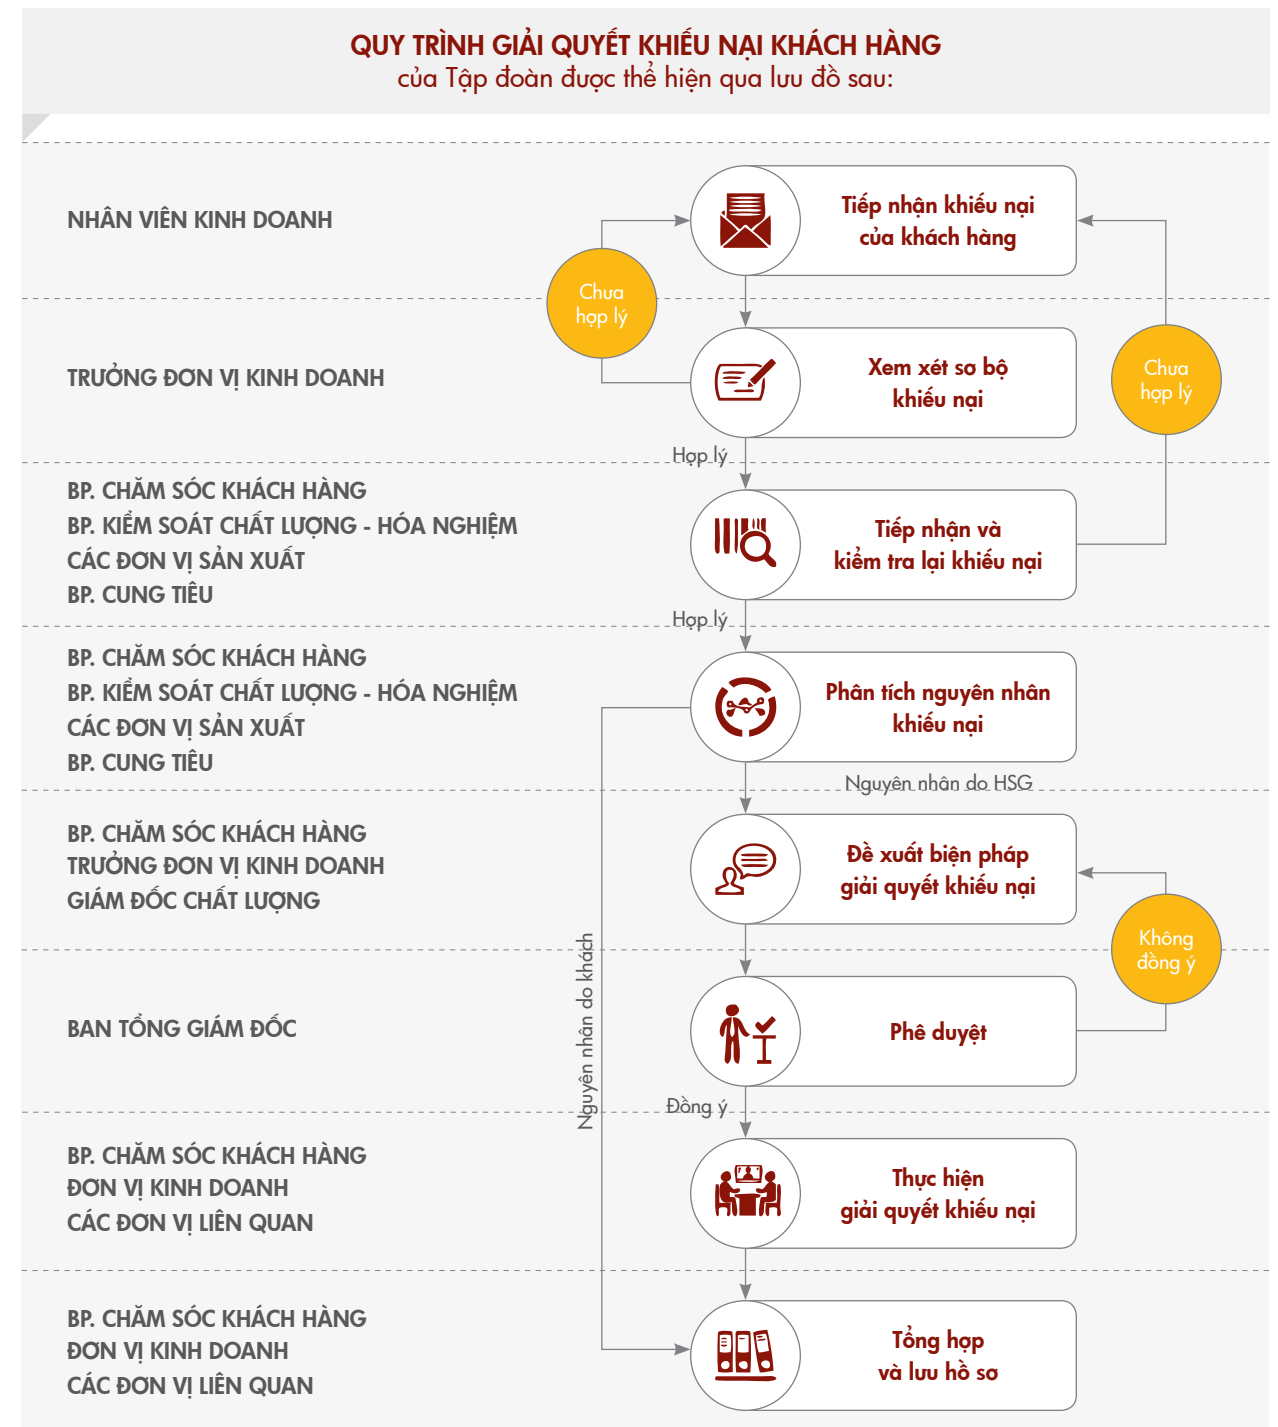 QUY TRÌNH GIẢI QUYẾT KHIẾU NẠI KHÁCH HÀNG
của Tập đoàn được thể hiện qua lưu đồ sau:
NHÂN VIÊN KINH DOANH
Tiếp nhận khiếu nại
của khách hàng
Chưa
hợp lý
TRƯỞNG ĐƠN VỊ KINH DOANH
Xem xét sơ bộ
khiếu nại
Chưa
hợp lý
Hợp lý
BP. CHĂM SÓC KHÁCH HÀNG
BP. KIỂM SOÁT CHẤT LƯỢNG - HÓA NGHIỆM
CÁC ĐƠN VỊ SẢN XUẤT
BP. CUNG TIÊU
Tiếp nhận và
kiểm tra lại khiếu nại
Hợp lý
BP. CHĂM SÓC KHÁCH HÀNG
BP. KIỂM SOÁT CHẤT LƯỢNG - HÓA NGHIỆM
CÁC ĐƠN VỊ SẢN XUẤT
BP. CUNG TIÊU
Phân tích nguyên nhân
khiếu nại
Nguyên nhân do HSG
BP. CHĂM SÓC KHÁCH HÀNG
TRƯỞNG ĐƠN VỊ KINH DOANH
GIÁM ĐỐC CHẤT LƯỢNG
Đề xuất biện pháp
giải quyết khiếu nại
Không
đồng ý
Nguyên nhân do khách
BAN TỔNG GIÁM ĐỐC
Phê duyệt
Đồng ý
BP. CHĂM SÓC KHÁCH HÀNG
ĐƠN VỊ KINH DOANH
CÁC ĐƠN VỊ LIÊN QUAN
Thực hiện
giải quyết khiếu nại
BP. CHĂM SÓC KHÁCH HÀNG
ĐƠN VỊ KINH DOANH
CÁC ĐƠN VỊ LIÊN QUAN
Tổng hợp
và lưu hồ sơ